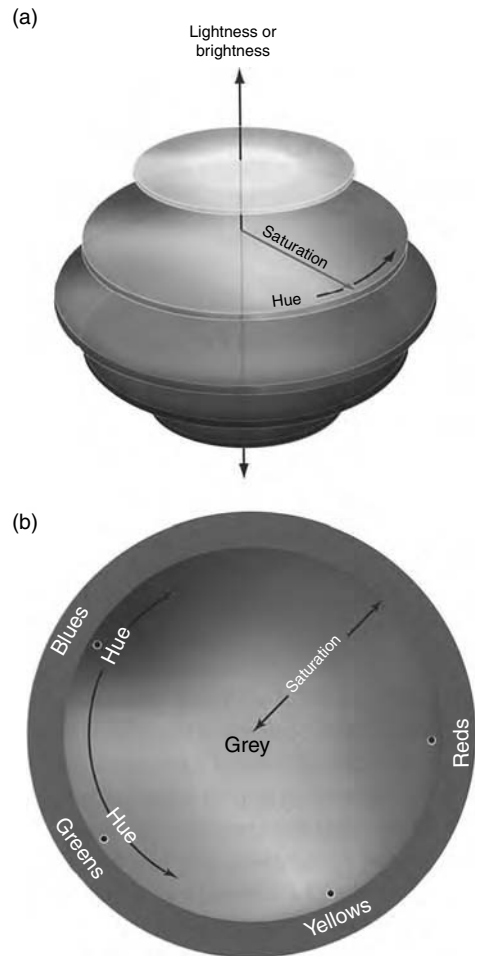 (a)
Lightness or
brightness
Saturation
Hue
(b)
Blues
Hue
Saturation
Grey
Reds
Hue
Greens
Yellows